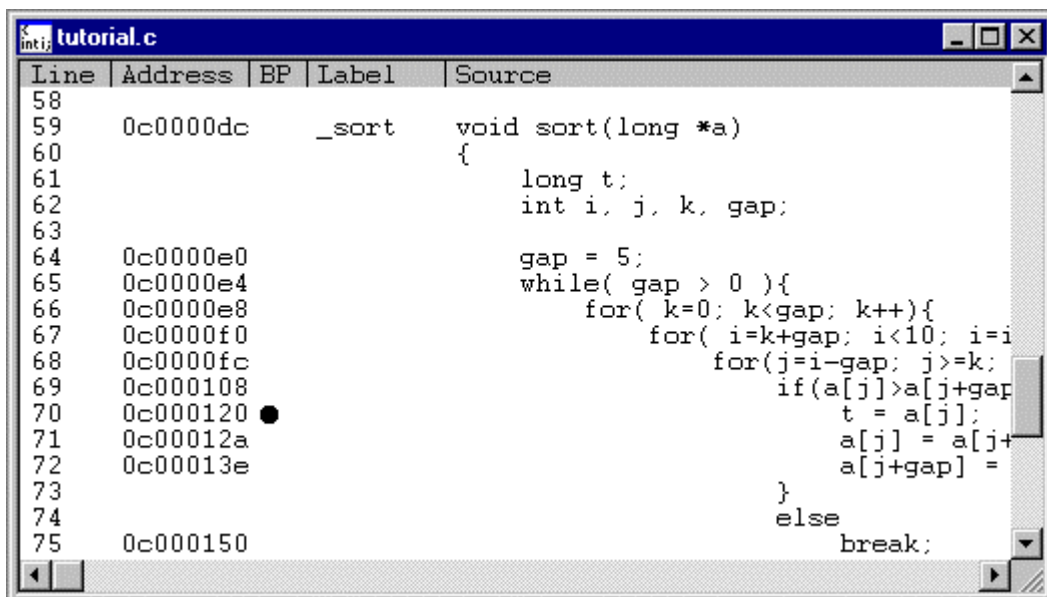 tutorial.c
Line Address BP Label Source
58
59 0c0000dc _sort void sort(long *a)
60 {
61 long t;
62 int i, j, k, gap;
63
64 0c0000e0 gap = 5;
65 0c0000e4 while( gap > 0 ){
66 0c0000e8 for( k=0; k<gap; k++){
67 0c0000f0 for( i=k+gap; i<10; i=i
68 0c0000fc for(j=i-gap; j>=k;
69 0c000108 if(a[j]>a[j+gap
70 0c000120 ● t = a[j];
71 0c00012a a[j] = a[j+
72 0c00013e a[j+gap] =
73 }
74 else
75 0c000150 break;